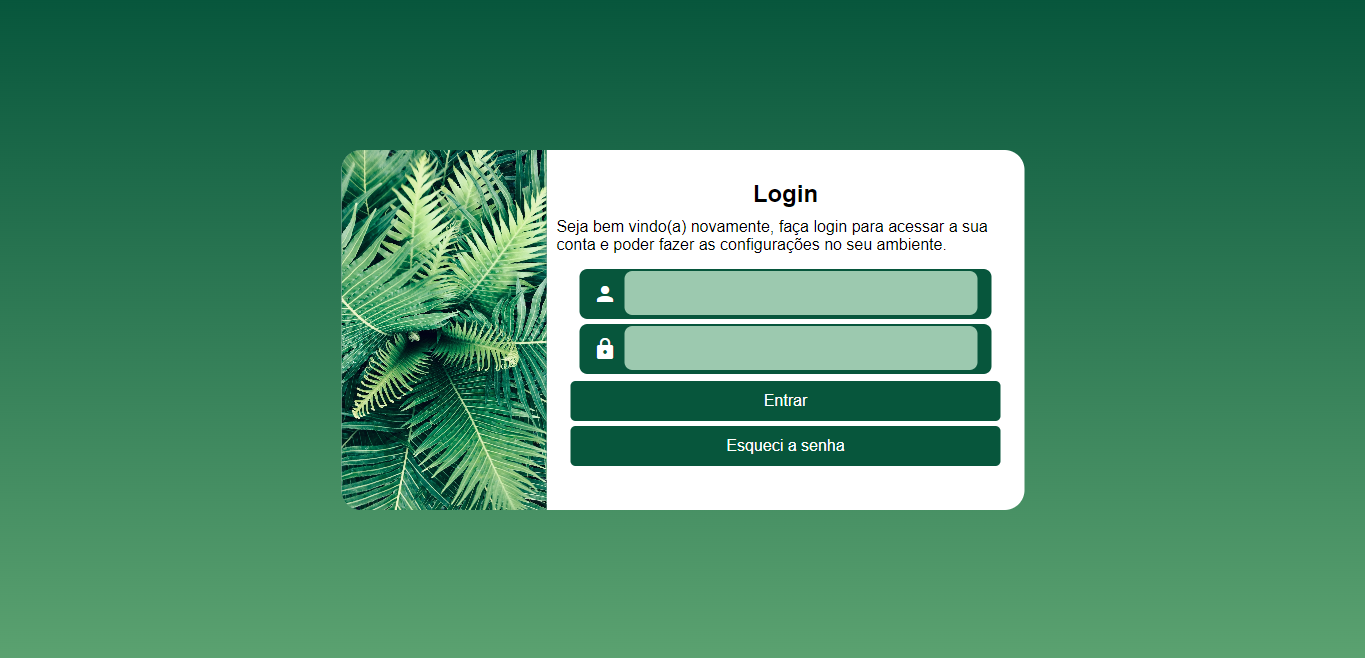 Login
Seja bem vindo(a) novamente, faça login para acessar a sua
conta e poder fazer as configurações no seu ambiente.
Entrar
Esqueci a senha